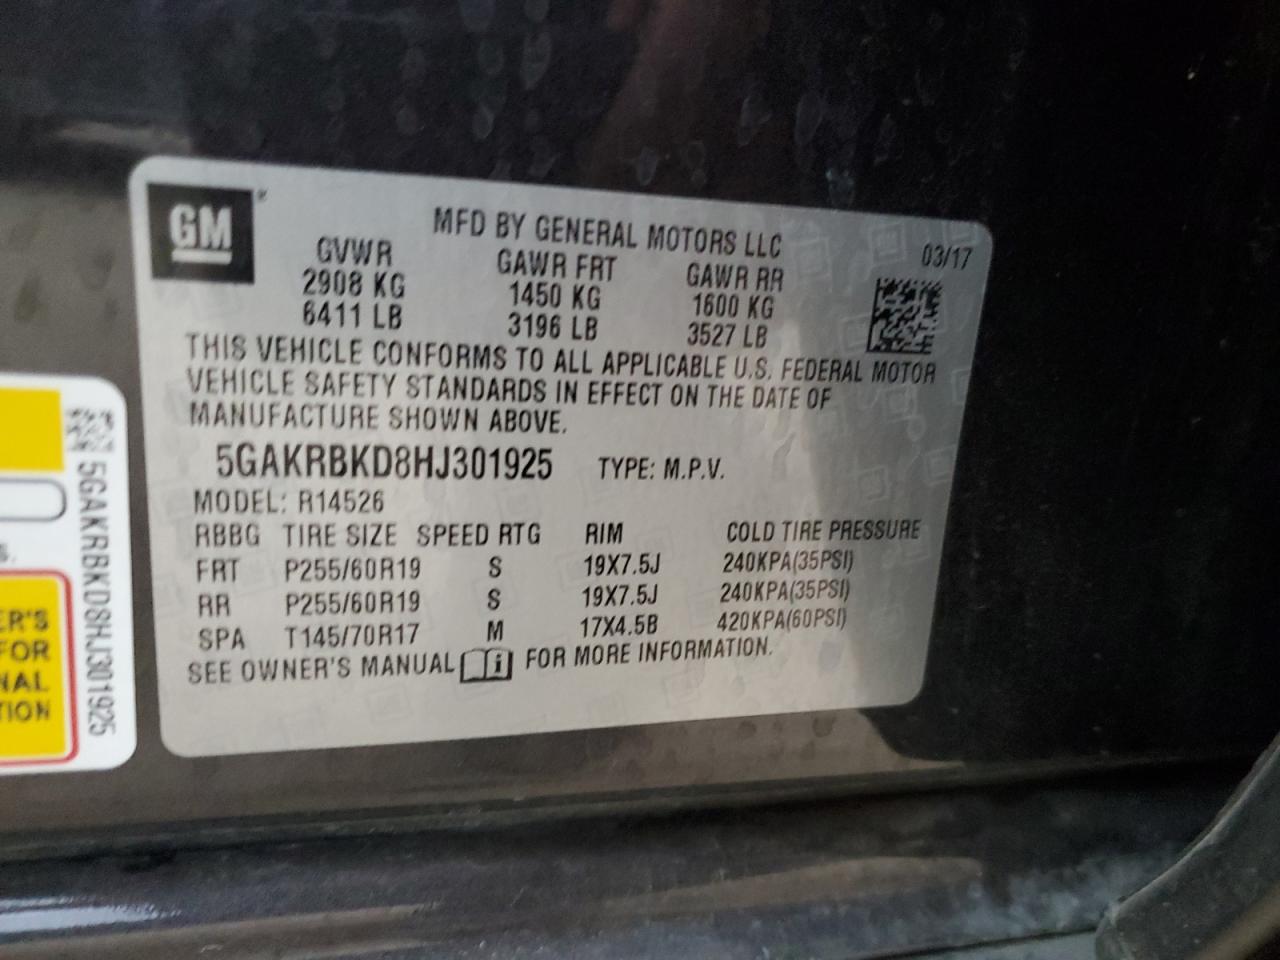 GM®
MFD BY GENERAL MOTORS LLC
03/17
GVWR GAWR FRT GAWR RR
2908 KG 1450 KG 1600 KG
6411 LB 3196 LB 3527 LB
THIS VEHICLE CONFORMS TO ALL APPLICABLE U.S. FEDERAL MOTOR
VEHICLE SAFETY STANDARDS IN EFFECT ON THE DATE OF
MANUFACTURE SHOWN ABOVE.
5GAKRBKD8HJ301925 TYPE: M.P.V.
MODEL: R14526
RBBG TIRE SIZE SPEED RTG RIM COLD TIRE PRESSURE
FRT P255/60R19 S 19X7.5J 240KPA(35PSI)
RR P255/60R19 S 19X7.5J 240KPA(35PSI)
SPA T145/70R17 M 17X4.5B 420KPA(60PSI)
SEE OWNER'S MANUAL i FOR MORE INFORMATION.
5GAKRBKD8HJ301925
ER'S
FOR
NAL
TION